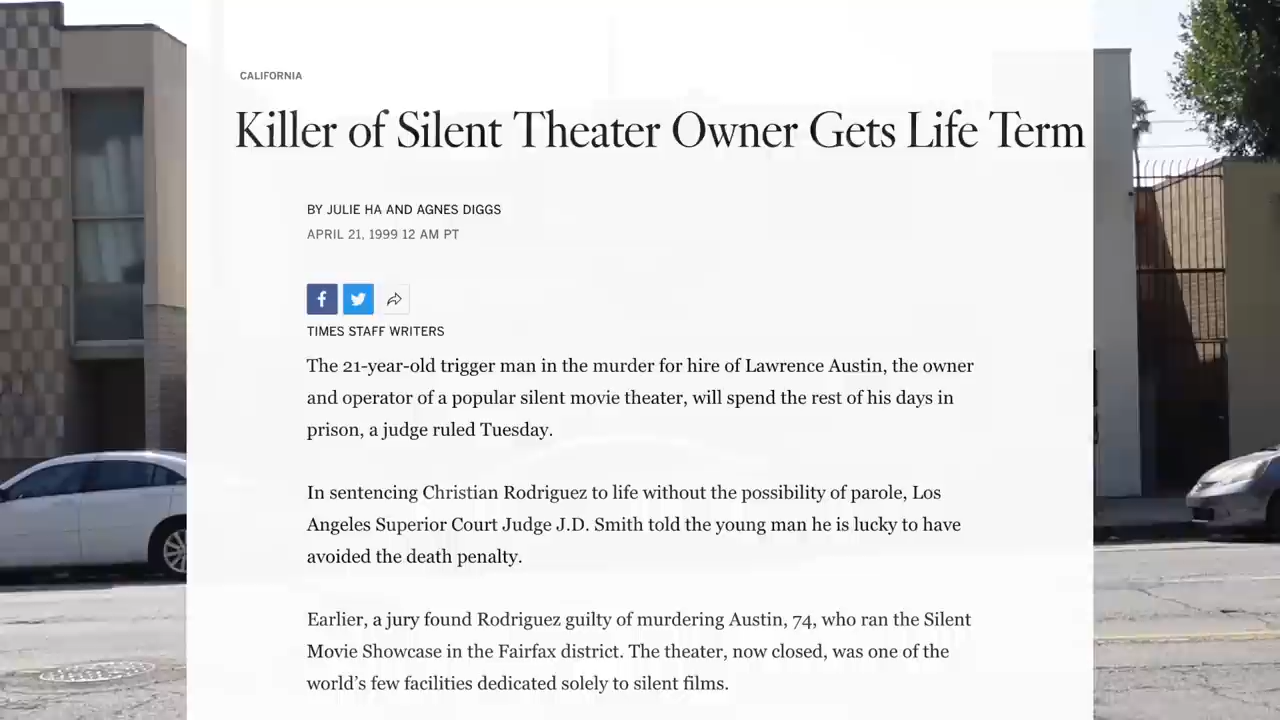 CALIFORNIA
Killer of Silent Theater Owner Gets Life Term
BY JULIE HA AND AGNES DIGGS
APRIL 21, 1999 12 AM PT
TIMES STAFF WRITERS
The 21-year-old trigger man in the murder for hire of Lawrence Austin, the owner
and operator of a popular silent movie theater, will spend the rest of his days in
prison, a judge ruled Tuesday.
In sentencing Christian Rodriguez to life without the possibility of parole, Los
Angeles Superior Court Judge J.D. Smith told the young man he is lucky to have
avoided the death penalty.
Earlier, a jury found Rodriguez guilty of murdering Austin, 74, who ran the Silent
Movie Showcase in the Fairfax district. The theater, now closed, was one of the
world’s few facilities dedicated solely to silent films.